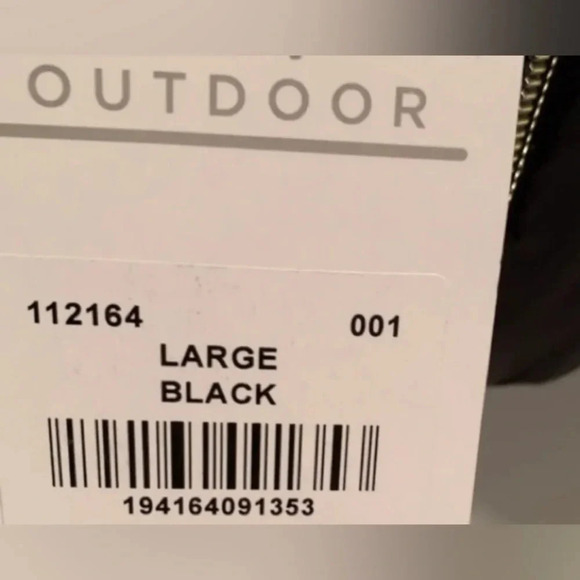 OUTDOOR
112164 001
LARGE
BLACK
194164091353